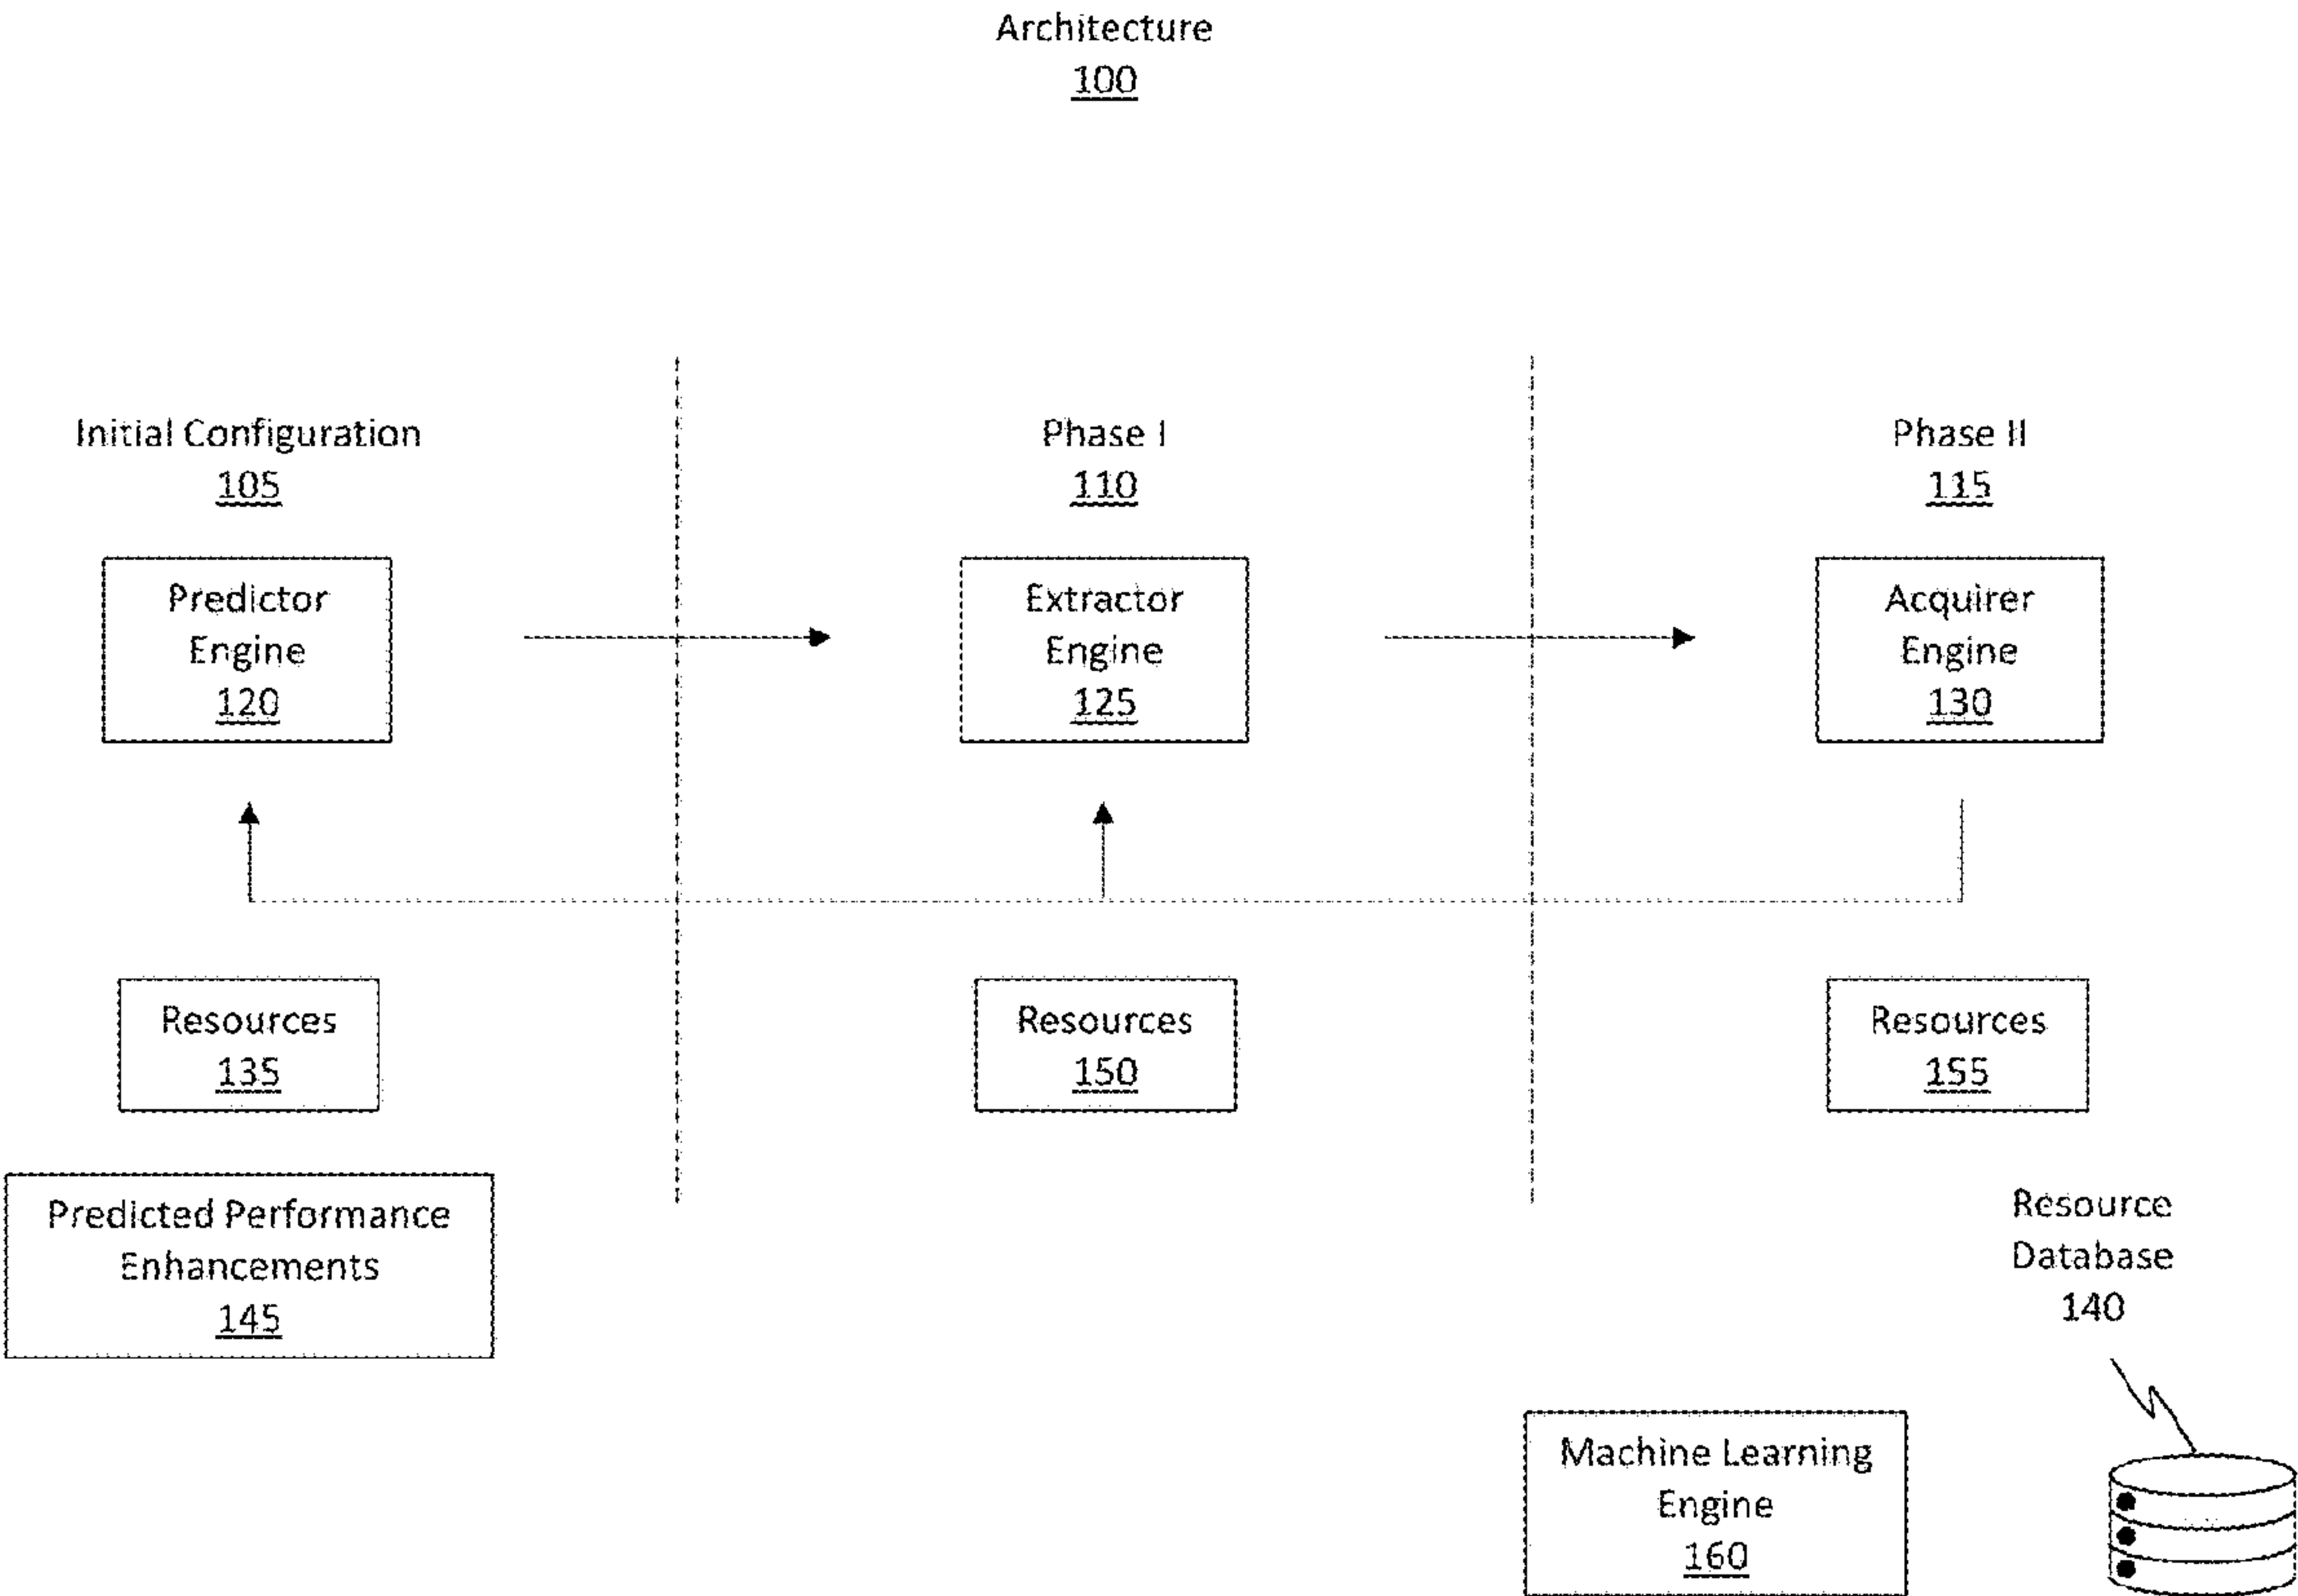 Architecture
100
Initial Configuration
105
Phase I
110
Phase II
115
Predictor
Engine
120
Extractor
Engine
125
Acquirer
Engine
130
Resources
135
Resources
150
Resources
155
Predicted Performance
Enhancements
145
Resource
Database
140
Machine Learning
Engine
160